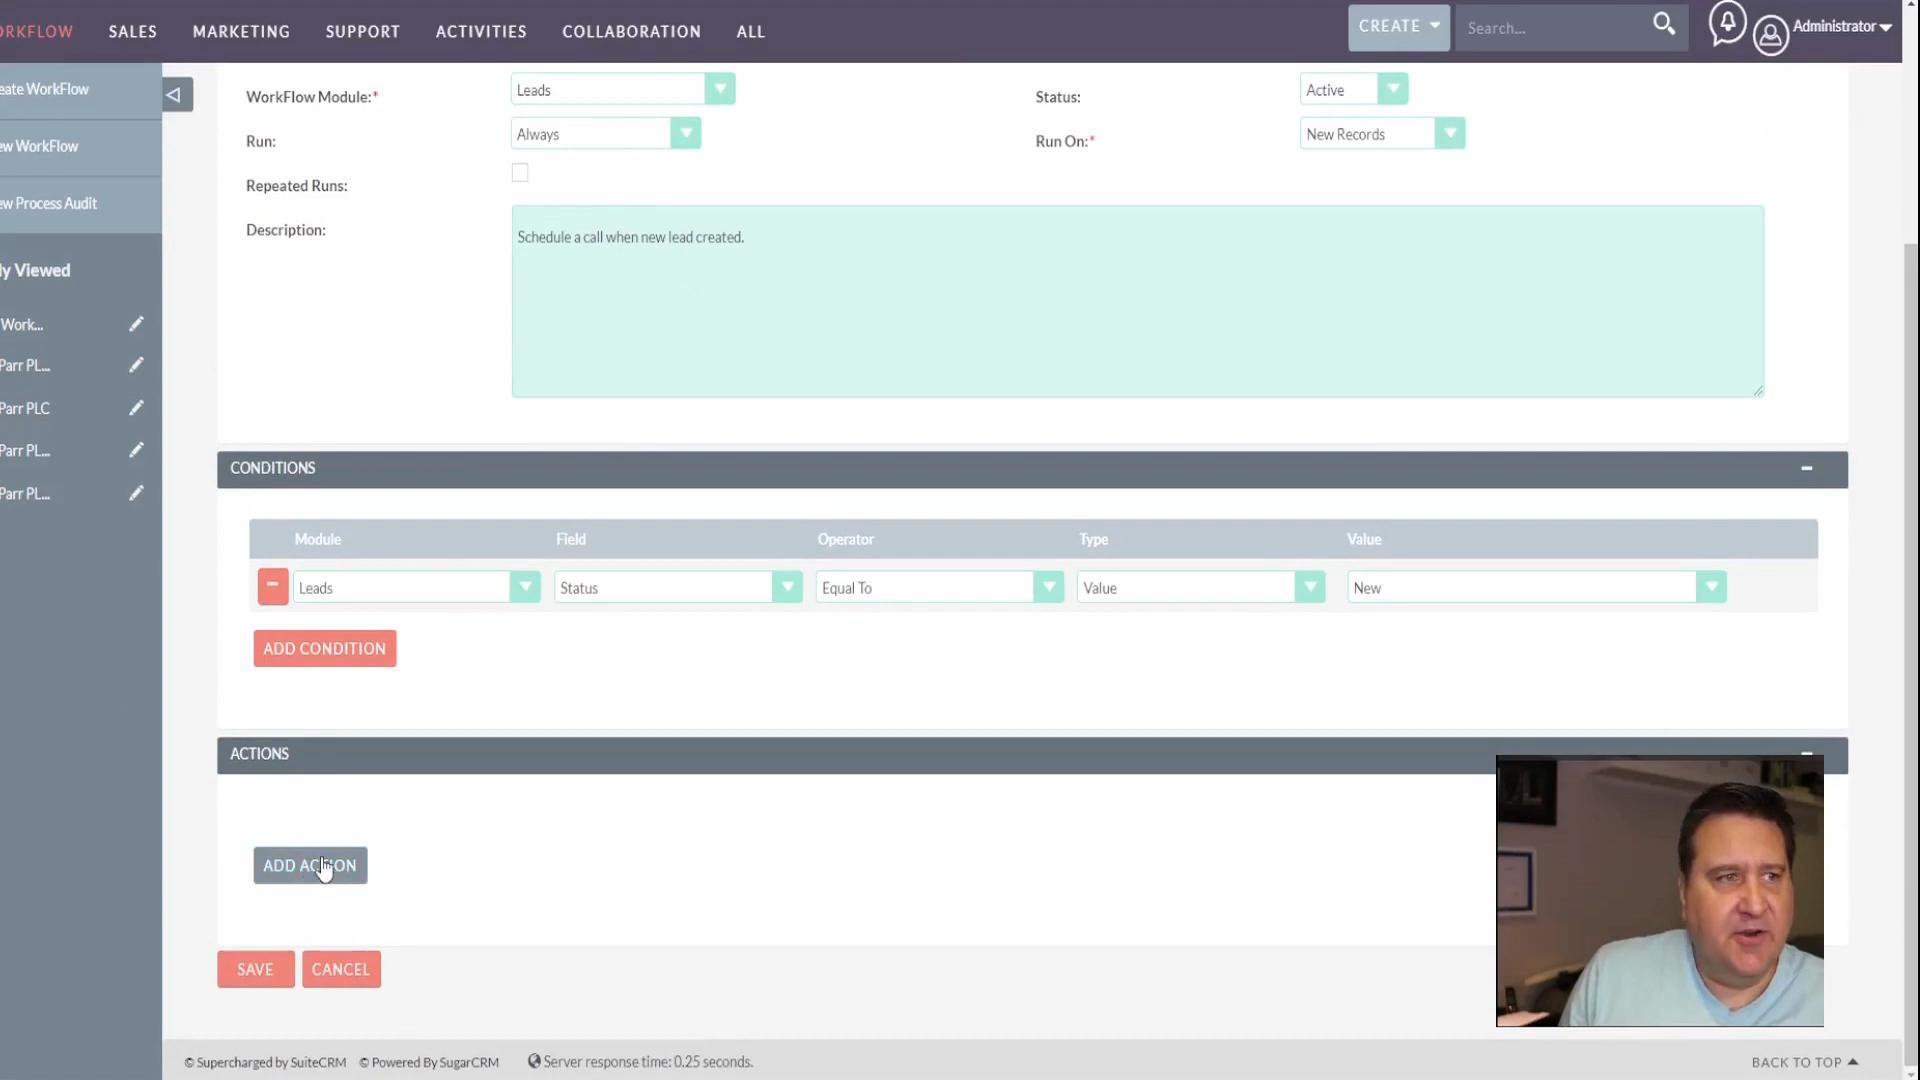 ORKFLOW SALES MARKETING SUPPORT ACTIVITIES COLLABORATION ALL CREATE Search... Administrator
eate WorkFlow
ew WorkFlow
ew Process Audit
ly Viewed
Work...
Parr PL...
Parr PLC
Parr PL...
Parr PL...
WorkFlow Module:* Leads Status: Active
Run: Always Run On:* New Records
Repeated Runs:
Description: Schedule a call when new lead created.
CONDITIONS
Module Field Operator Type Value
Leads Status Equal To Value New
ADD CONDITION
ACTIONS
ADD ACTION
SAVE CANCEL
© Supercharged by SuiteCRM © Powered By SugarCRM Server response time: 0.25 seconds. BACK TO TOP